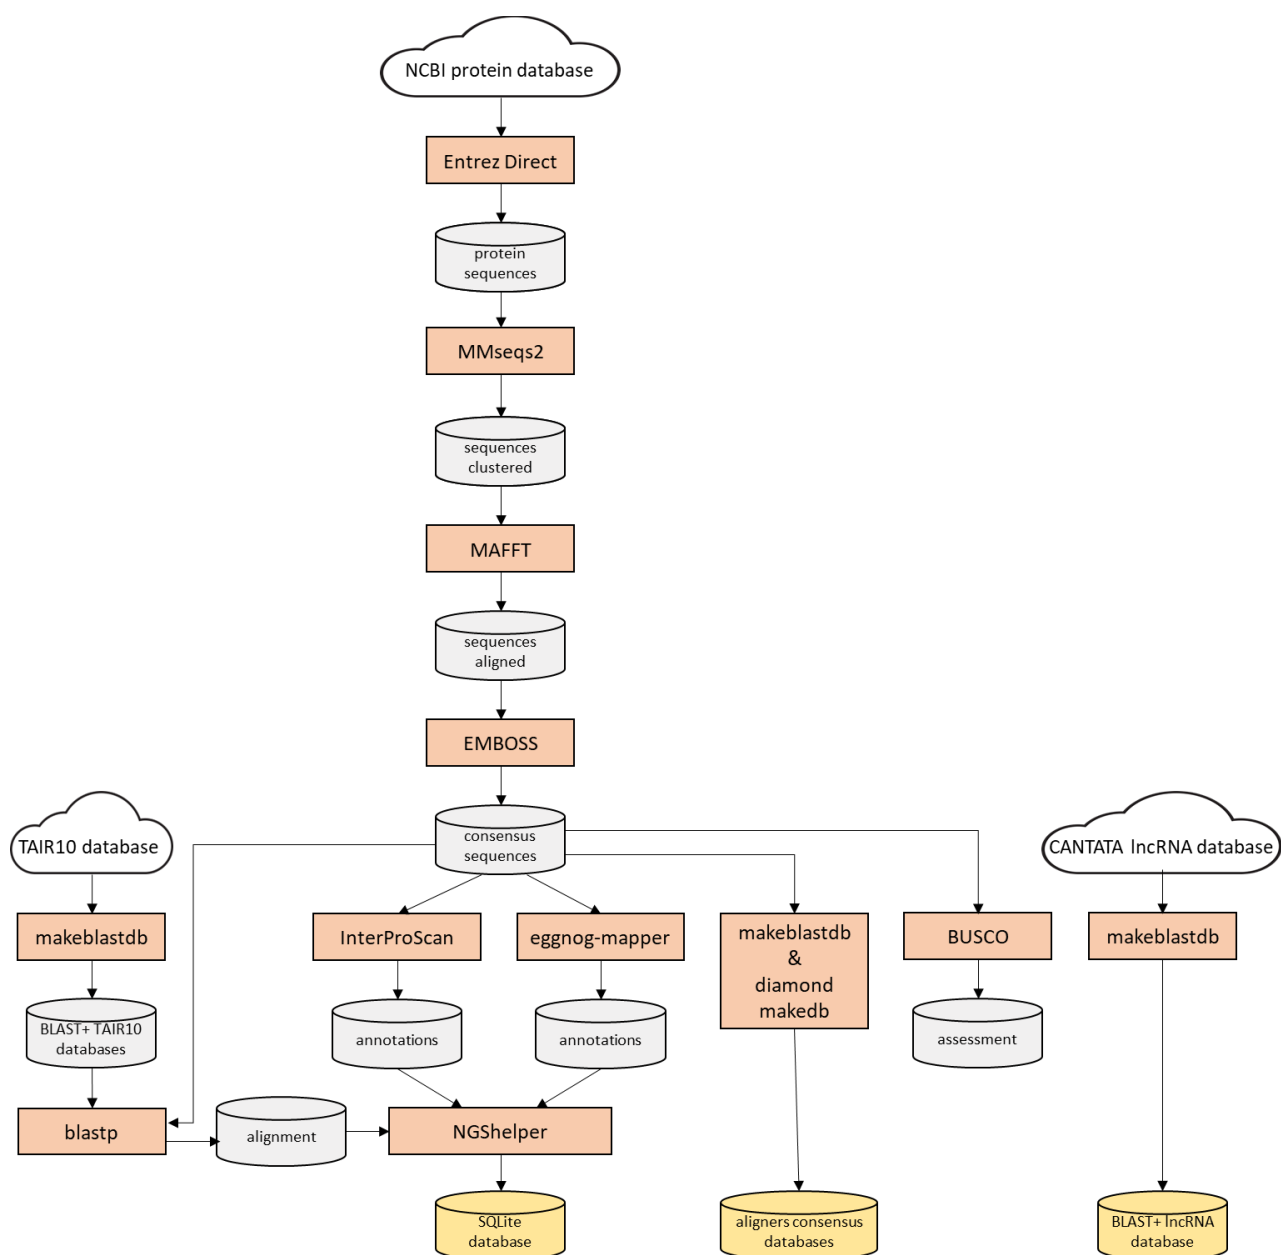 NCBI protein database
Entrez Direct
protein
sequences
MMseqs2
sequences
clustered
MAFFT
sequences
aligned
EMBOSS
consensus
sequences
TAIR10 database
CANTATA lncRNA database
makeblastdb
InterProScan
eggnog-mapper
makeblastdb
&
diamond
makedb
BUSCO
makeblastdb
BLAST+ TAIR10
databases
annotations
annotations
assessment
blastp
alignment
NGShelper
SQLite
database
aligners consensus
databases
BLAST+ lncRNA
database